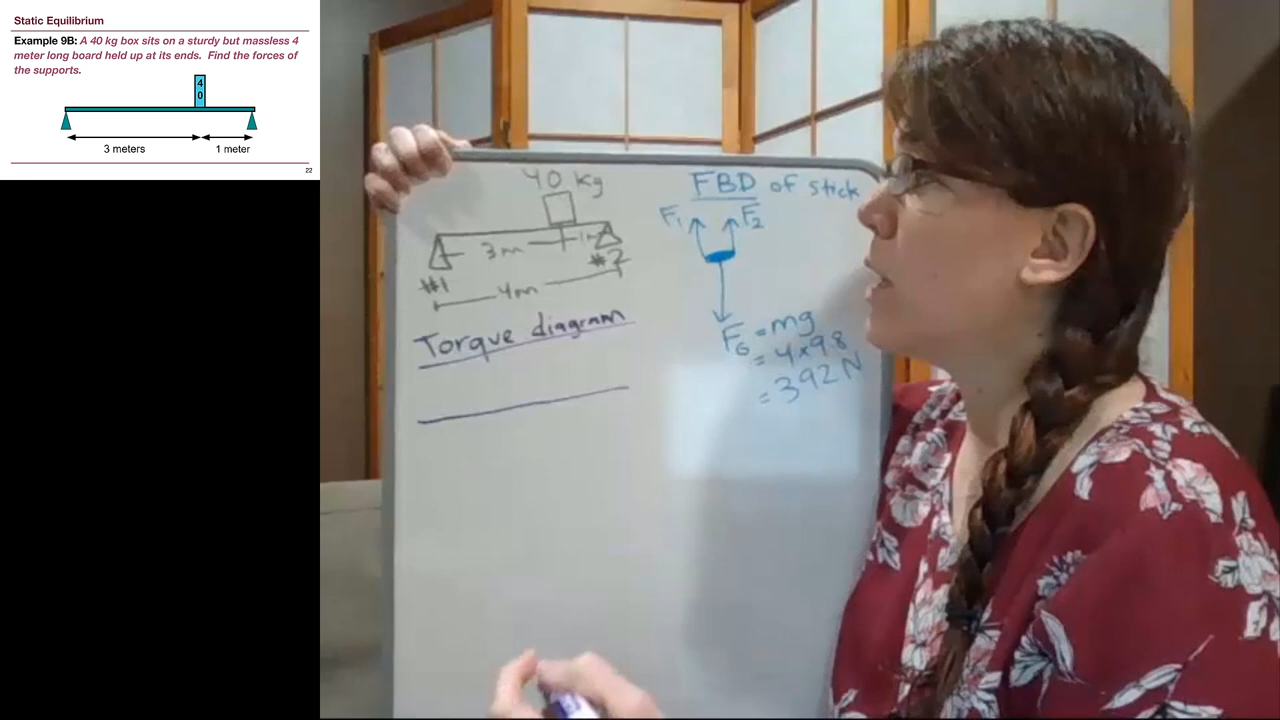 Static Equilibrium
Example 9B: A 40 kg box sits on a sturdy but massless 4
meter long board held up at its ends. Find the forces of
the supports.
4
0
3 meters
1 meter
22
40 Kg
3m
1m
#1
#2
4m
Torque diagram
FBD of stick
F1
F2
FG = mg
= 4 x 9.8
= 392 N